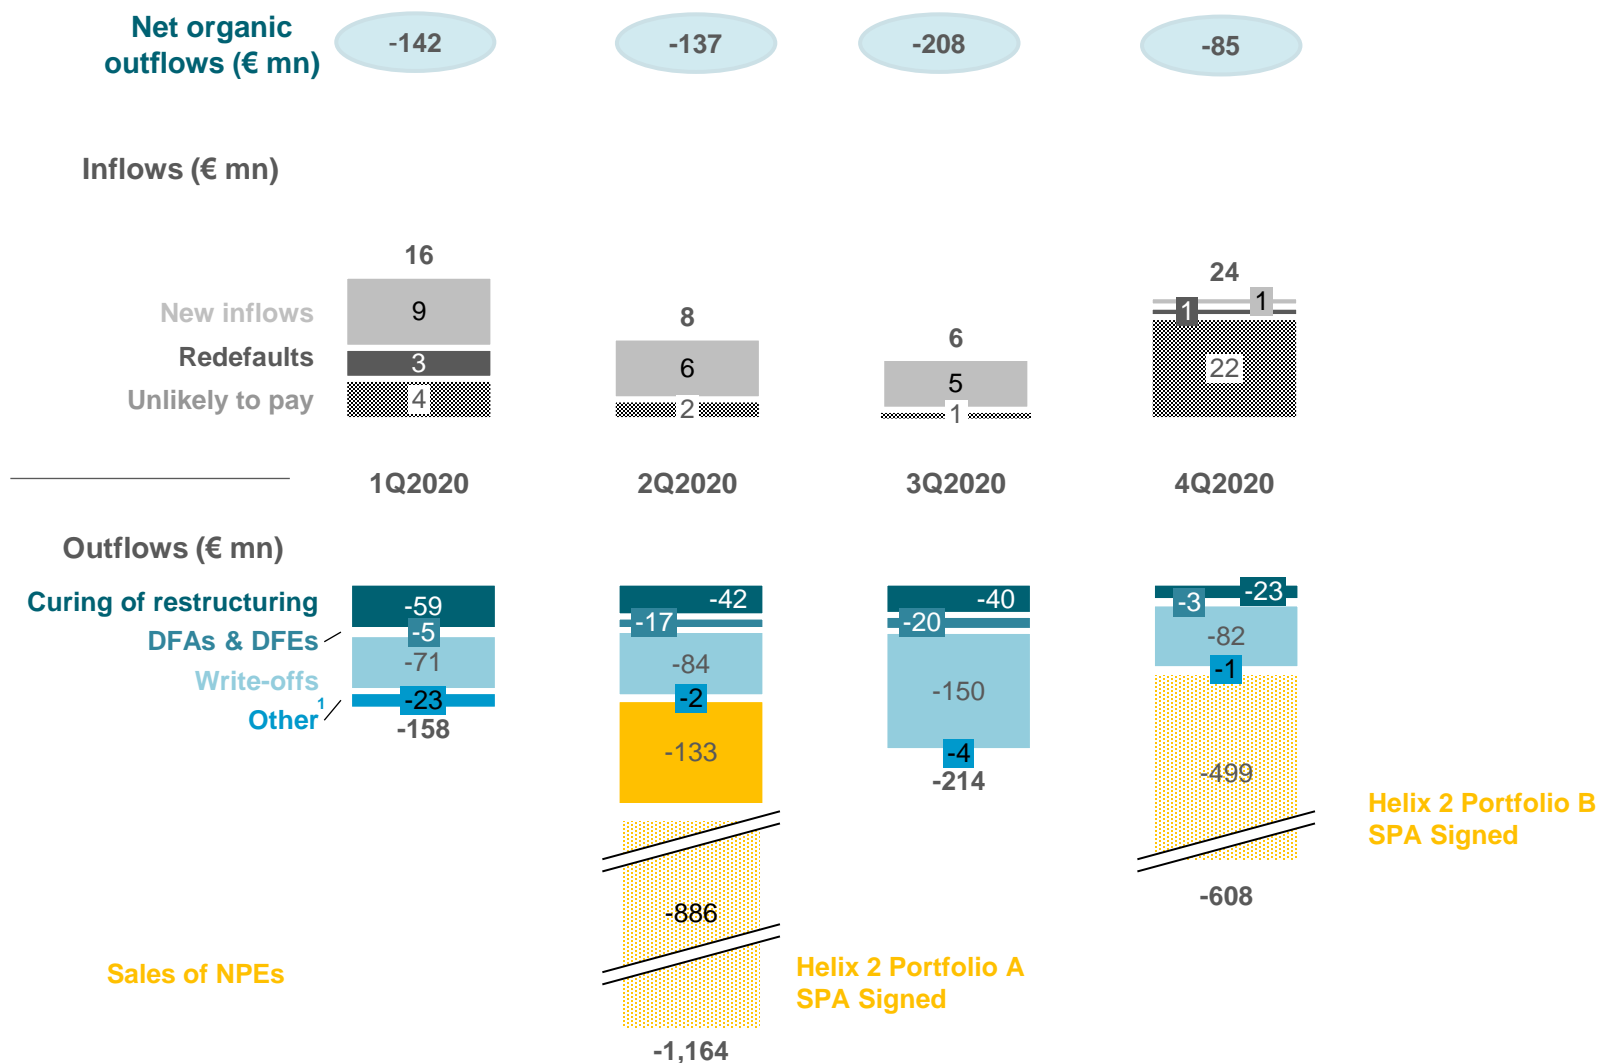 Net organic
outflows (€ mn)
-142
-137
-208
-85
Inflows (€ mn)
16
8
6
24
New inflows
9
6
5
1
Redefaults
3
1
Unlikely to pay
4
2
1
22
1Q2020
2Q2020
3Q2020
4Q2020
Outflows (€ mn)
Curing of restructuring
-59
-42
-40
-23
DFAs & DFEs
-5
-17
-20
-3
Write-offs
-71
-84
-150
-82
Other1
-23
-2
-4
-1
-158
-133
-214
-499
Helix 2 Portfolio B
SPA Signed
-608
-886
Sales of NPEs
Helix 2 Portfolio A
SPA Signed
-1,164